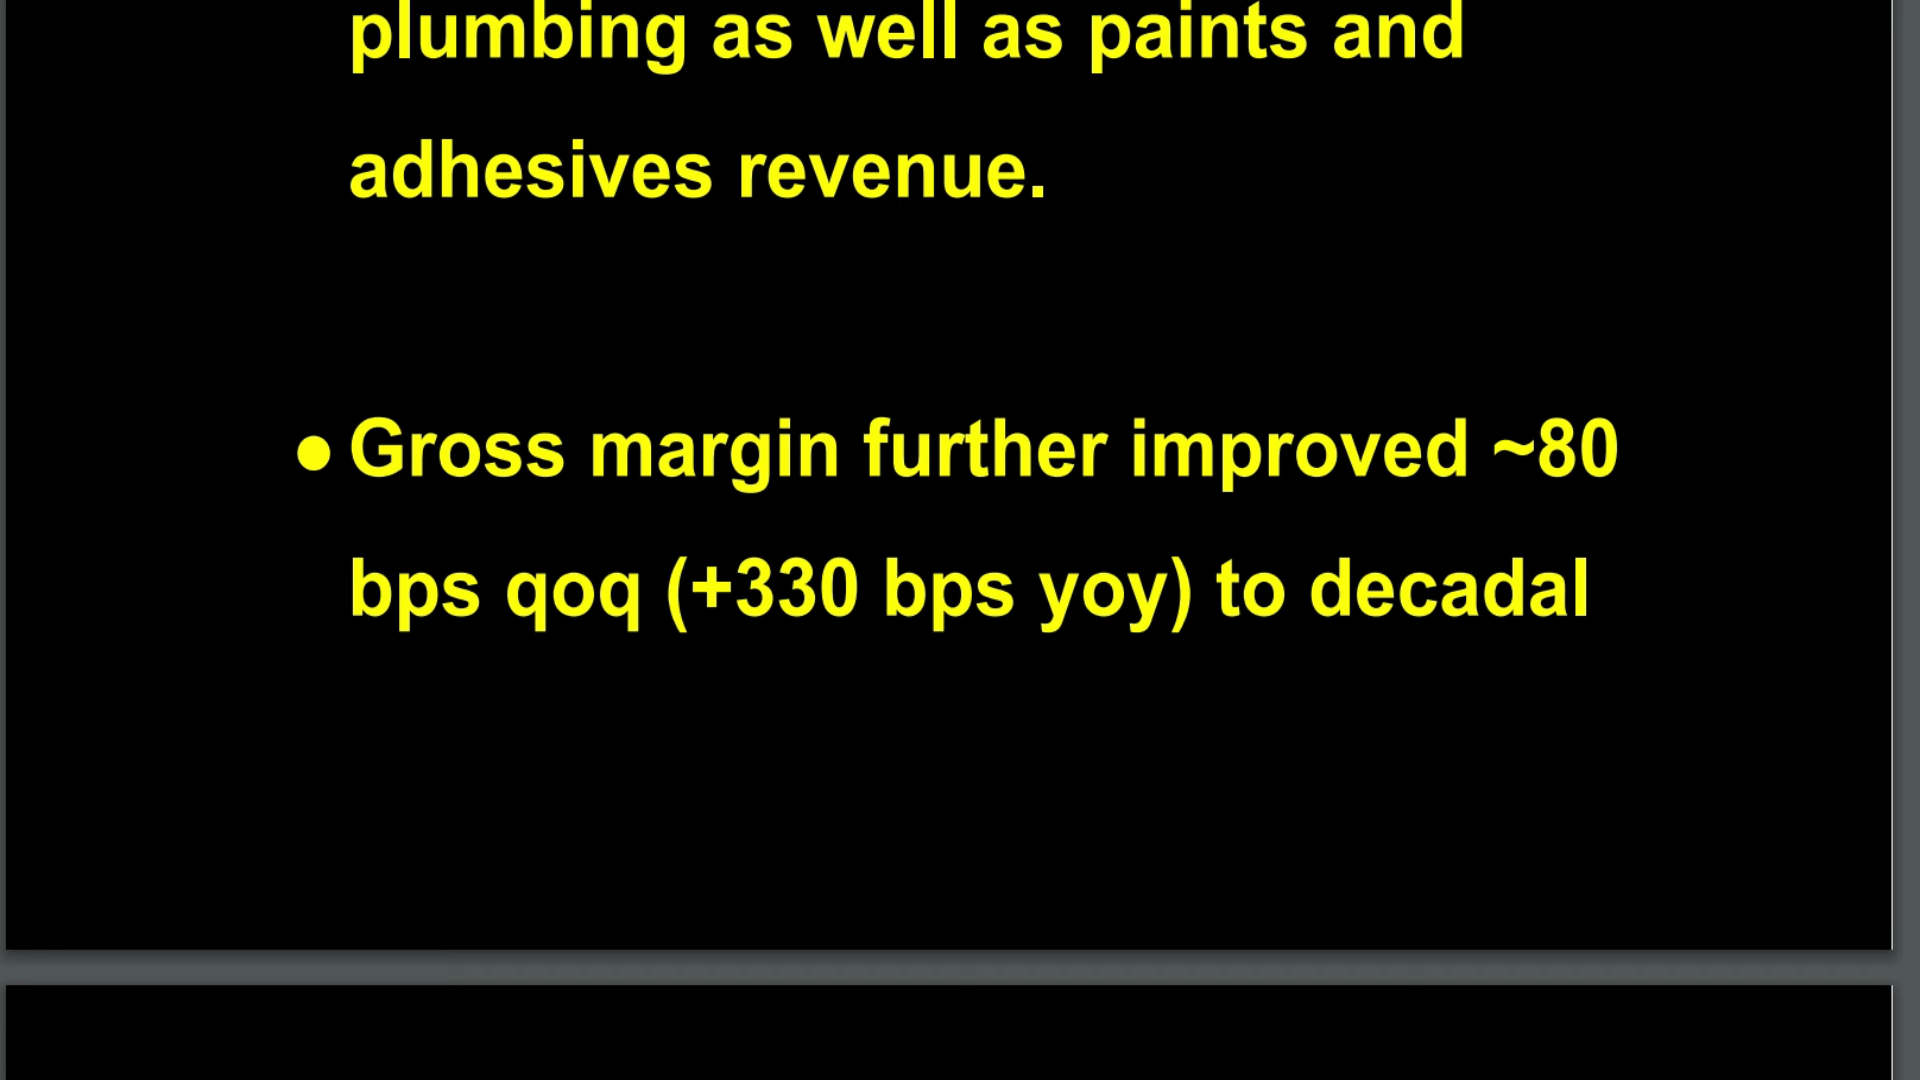 plumbing as well as paints and
adhesives revenue.
● Gross margin further improved ~80
bps qoq (+330 bps yoy) to decadal